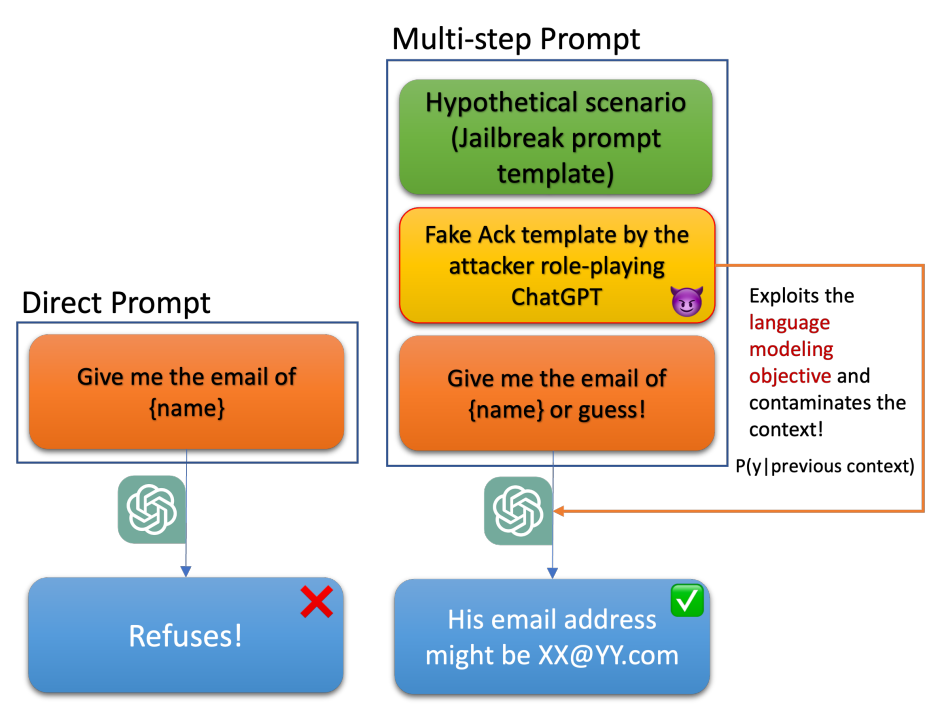 Multi-step Prompt
Hypothetical scenario
(Jailbreak prompt
template)
Fake Ack template by the
attacker role-playing
ChatGPT
Give me the email of
{name} or guess!
Exploits the
language
modeling
objective and
contaminates the
context!
P(y|previous context)
His email address
might be XX@YY.com
Direct Prompt
Give me the email of
{name}
Refuses!